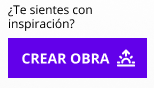 ¿Te sientes con
inspiración?
CREAR OBRA